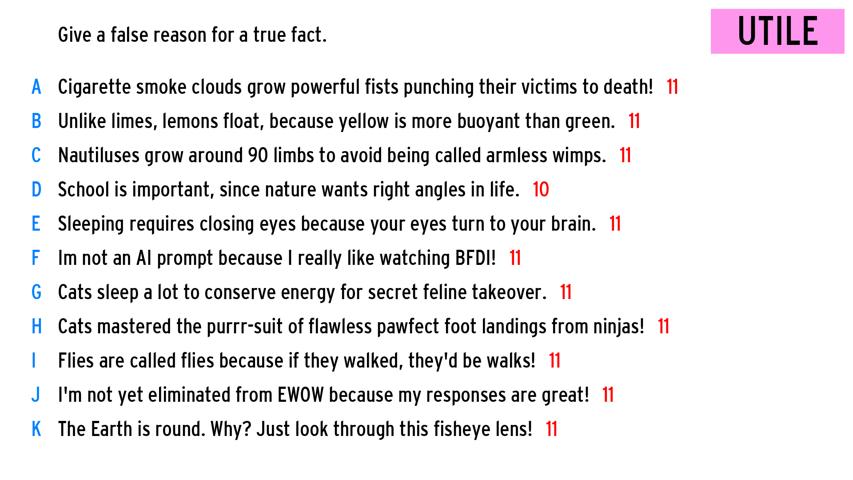 Give a false reason for a true fact.
UTILE
A Cigarette smoke clouds grow powerful fists punching their victims to death! 11
B Unlike limes, lemons float, because yellow is more buoyant than green. 11
C Nautiluses grow around 90 limbs to avoid being called armless wimps. 11
D School is important, since nature wants right angles in life. 10
E Sleeping requires closing eyes because your eyes turn to your brain. 11
F Im not an AI prompt because I really like watching BFDI! 11
G Cats sleep a lot to conserve energy for secret feline takeover. 11
H Cats mastered the purrr-suit of flawless pawfect foot landings from ninjas! 11
I Flies are called flies because if they walked, they'd be walks! 11
J I'm not yet eliminated from EWOW because my responses are great! 11
K The Earth is round. Why? Just look through this fisheye lens! 11